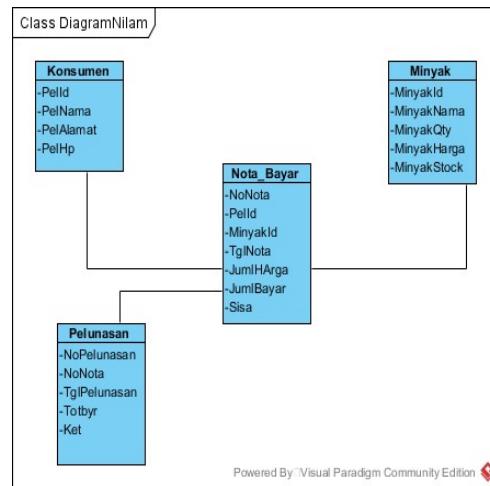 Class DiagramNilam
Konsumen
-PelId
-PelNama
-PelAlamat
-PelHp
Minyak
-MinyakId
-MinyakNama
-MinyakQty
-MinyakHarga
-MinyakStock
Nota_Bayar
-NoNota
-PelId
-MinyakId
-TglNota
-JumlHArga
-JumlBayar
-Sisa
Pelunasan
-NoPelunasan
-NoNota
-TglPelunasan
-Totbyr
-Ket
Powered By Visual Paradigm Community Edition